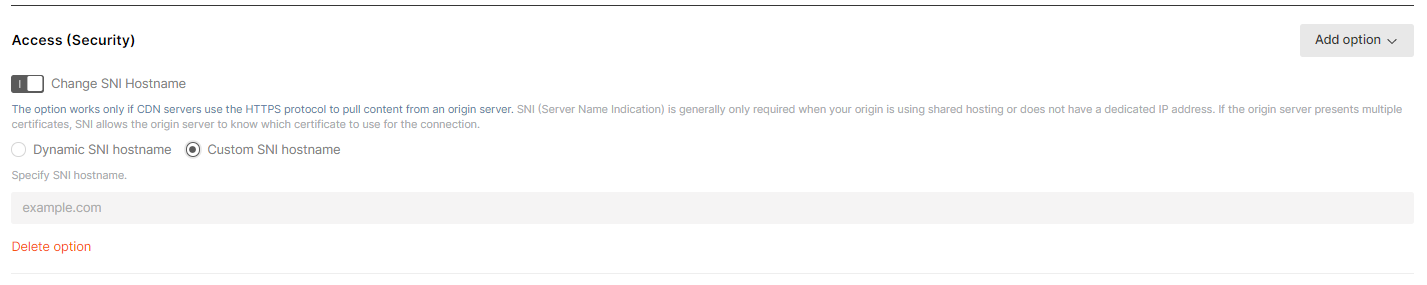 Access (Security)
Add option
Change SNI Hostname
The option works only if CDN servers use the HTTPS protocol to pull content from an origin server. SNI (Server Name Indication) is generally only required when your origin is using shared hosting or does not have a dedicated IP address. If the origin server presents multiple
certificates, SNI allows the origin server to know which certificate to use for the connection.
Dynamic SNI hostname Custom SNI hostname
Specify SNI hostname.
example.com
Delete option